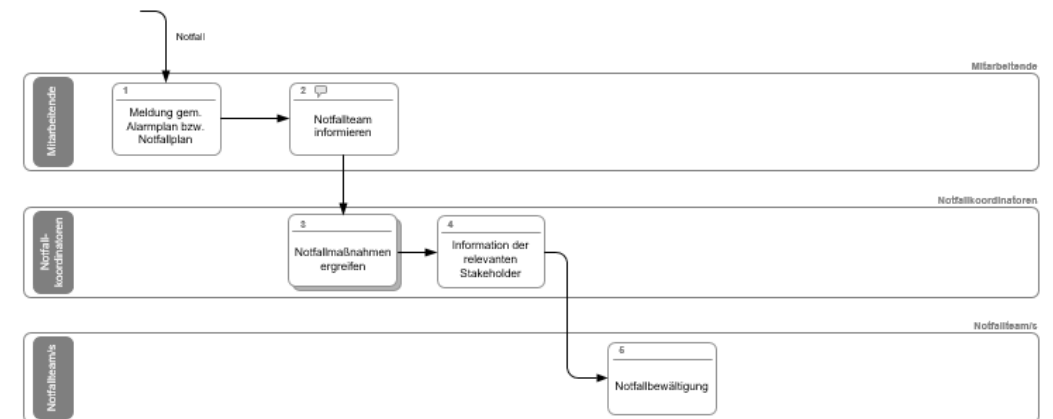 Notfall
Mitarbeitende
Mitarbeitende
1
Meldung gem.
Alarmplan bzw.
Notfallplan
2
Notfallteam
informieren
Notfallkoordinatoren
Notfall-
koordinatoren
3
Notfallmaßnahmen
ergreifen
4
Information der
relevanten
Stakeholder
Notfallteam/s
Notfallteam/s
5
Notfallbewältigung